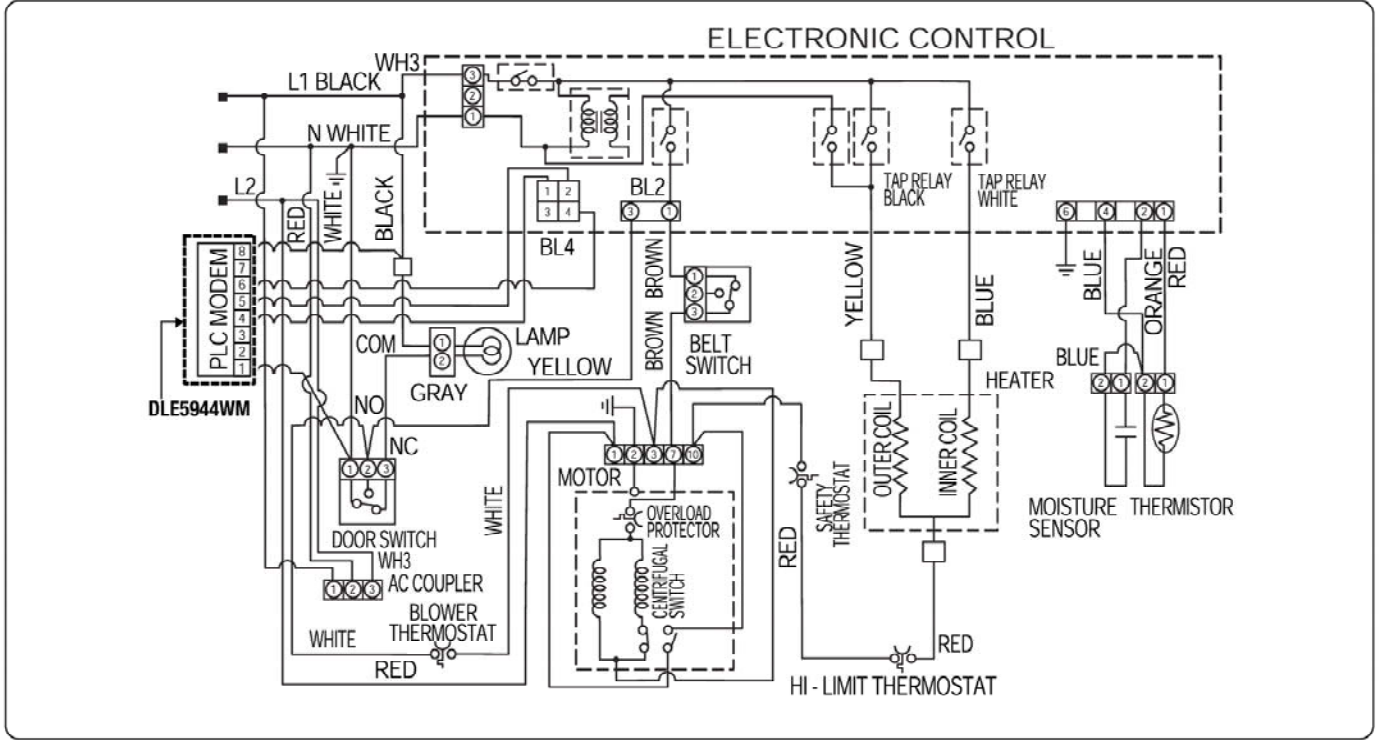 ELECTRONIC CONTROL
WH3
L1 BLACK
3
2
1
N WHITE
L2
RED
WHITE
BLACK
1 2
3 4
BL4
BL2
3 1
TAP RELAY
BLACK
TAP RELAY
WHITE
6 4 2 1
PLC MODEM
8
7
6
5
4
3
2
1
DLE5944WM
BROWN
BROWN
1
2
3
BELT
SWITCH
YELLOW
BLUE
BLUE
ORANGE
RED
COM
1
2
LAMP
GRAY
YELLOW
NO
NC
1 2 3
DOOR SWITCH
WH3
1 2 3
AC COUPLER
BLOWER
THERMOSTAT
WHITE
RED
WHITE
1 2 3 7 10
MOTOR
OVERLOAD
PROTECTOR
CENTRIFUGAL
SWITCH
RED
SAFETY
THERMOSTAT
HEATER
OUTER COIL
INNER COIL
RED
HI - LIMIT THERMOSTAT
BLUE
2 1 2 1
MOISTURE
SENSOR
THERMISTOR